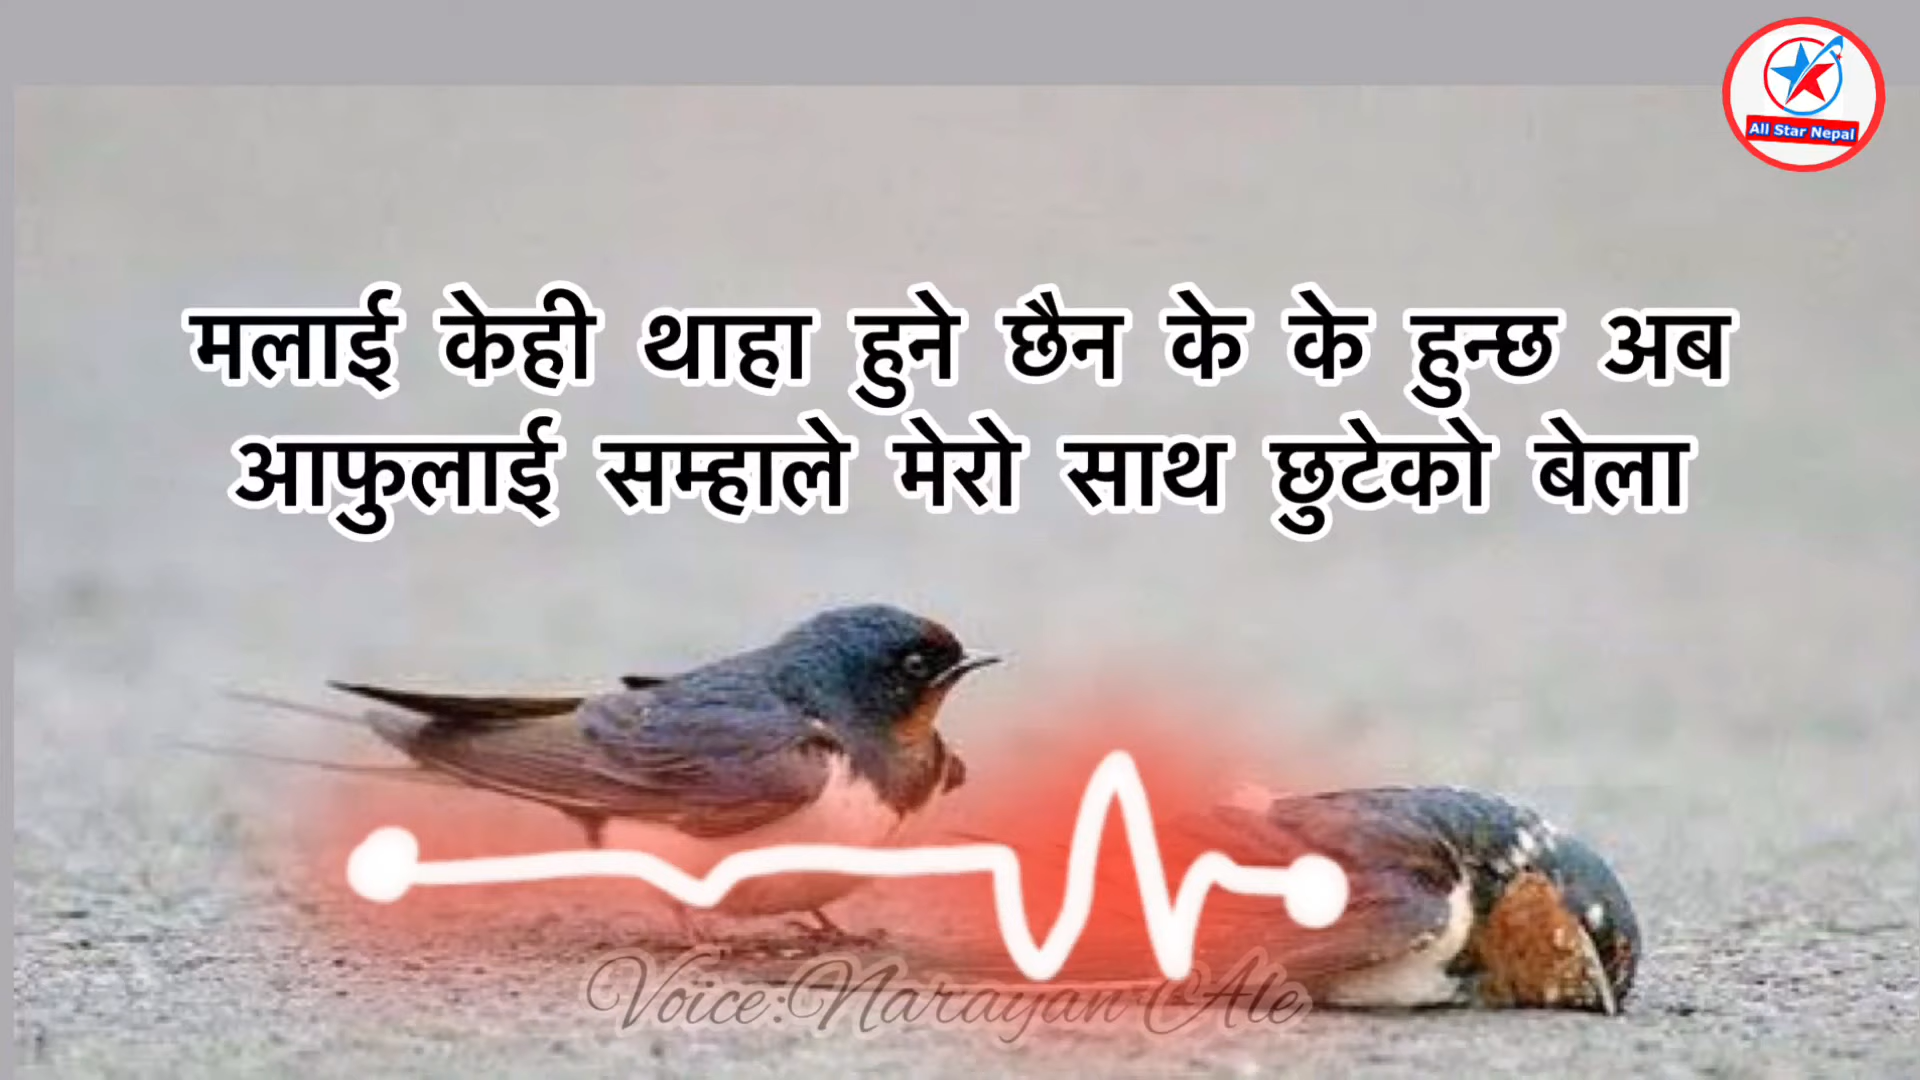 All Star Nepal
मलाई केही थाहा हुने छैन के के हुन्छ अब
आफुलाई सम्हाले मेरो साथ छुटेको बेला
Voice:Narayan Ale